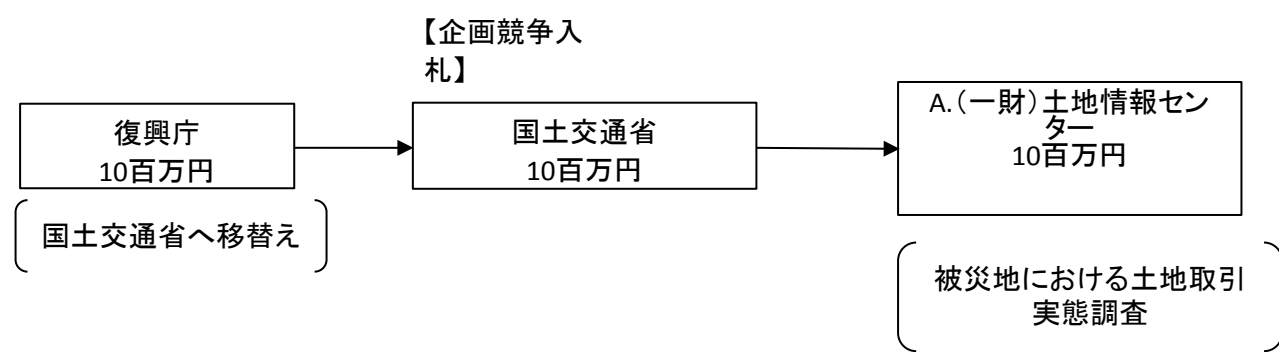 【企画競争入
札】
復興庁
10百万円
国土交通省へ移替え
国土交通省
10百万円
A.（一財）土地情報セン
ター
10百万円
被災地における土地取引
実態調査